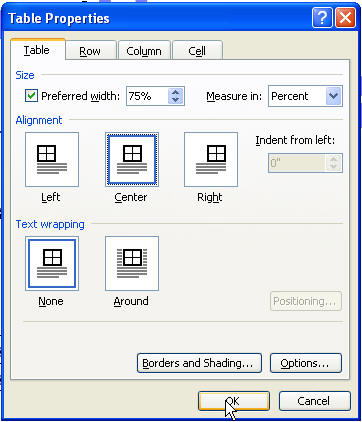 Table Properties
Table Row Column Cell
Size
Preferred width: 75% Measure in: Percent
Alignment
Indent from left:
0"
Left Center Right
Text wrapping
None Around
Positioning...
Borders and Shading... Options...
OK Cancel